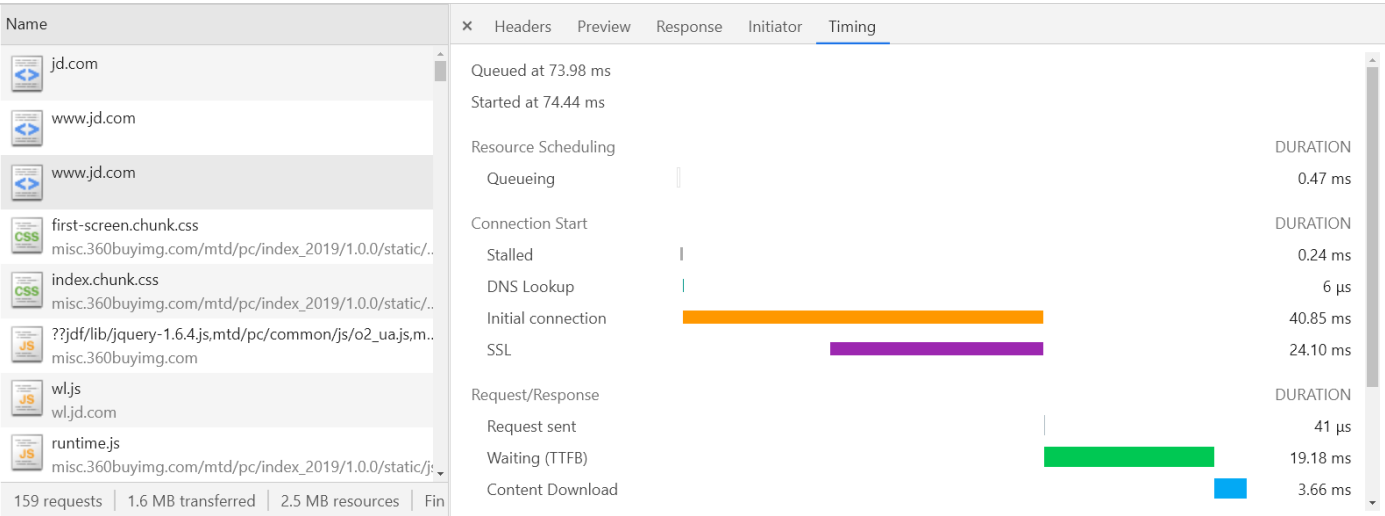 Name
jd.com
www.jd.com
www.jd.com
first-screen.chunk.css
misc.360buyimg.com/mtd/pc/index_2019/1.0.0/static/..
index.chunk.css
misc.360buyimg.com/mtd/pc/index_2019/1.0.0/static/..
??jdf/lib/jquery-1.6.4.js,mtd/pc/common/js/o2_ua.js,m..
misc.360buyimg.com
wl.js
wl.jd.com
runtime.js
misc.360buyimg.com/mtd/pc/index_2019/1.0.0/static/js
159 requests 1.6 MB transferred 2.5 MB resources Fin
× Headers Preview Response Initiator Timing
Queued at 73.98 ms
Started at 74.44 ms
Resource Scheduling DURATION
Queueing 0.47 ms
Connection Start DURATION
Stalled 0.24 ms
DNS Lookup 6 μs
Initial connection 40.85 ms
SSL 24.10 ms
Request/Response DURATION
Request sent 41 μs
Waiting (TTFB) 19.18 ms
Content Download 3.66 ms
CSS
CSS
JS
JS
JS